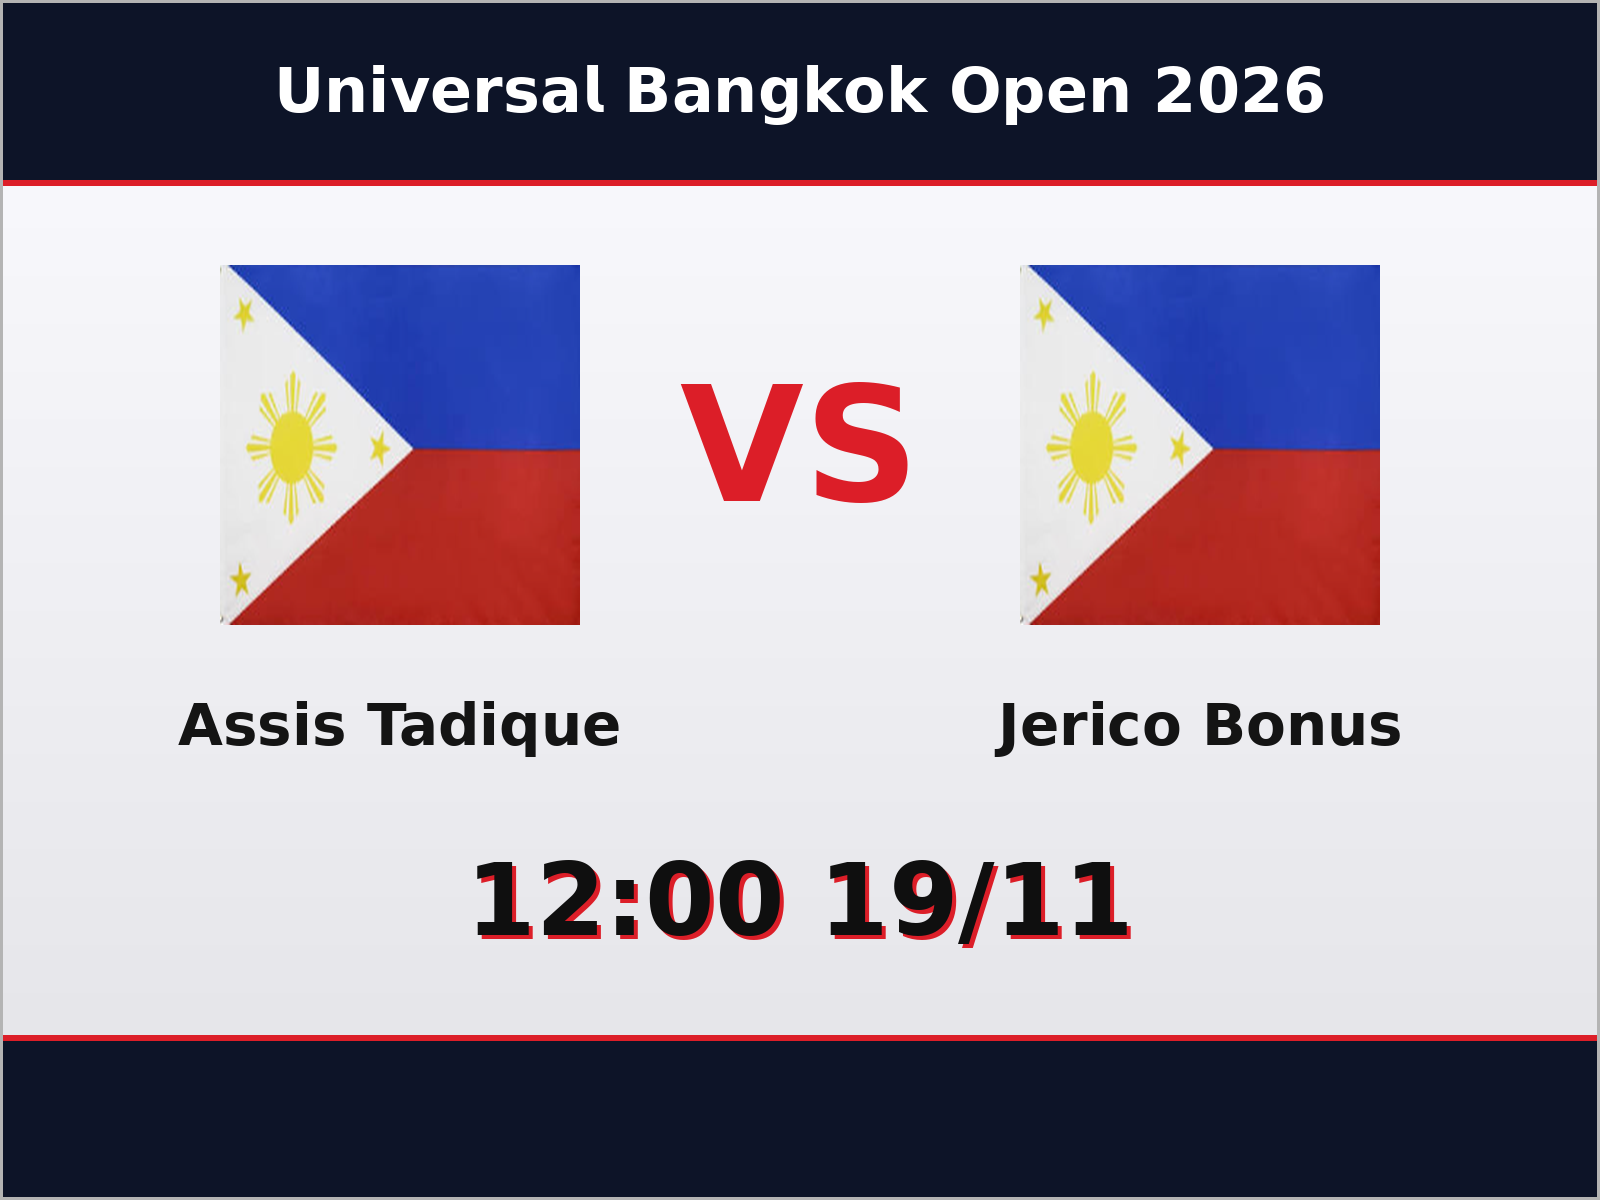 Universal Bangkok Open 2026
VS
Assis Tadique
Jerico Bonus
12:00 19/11